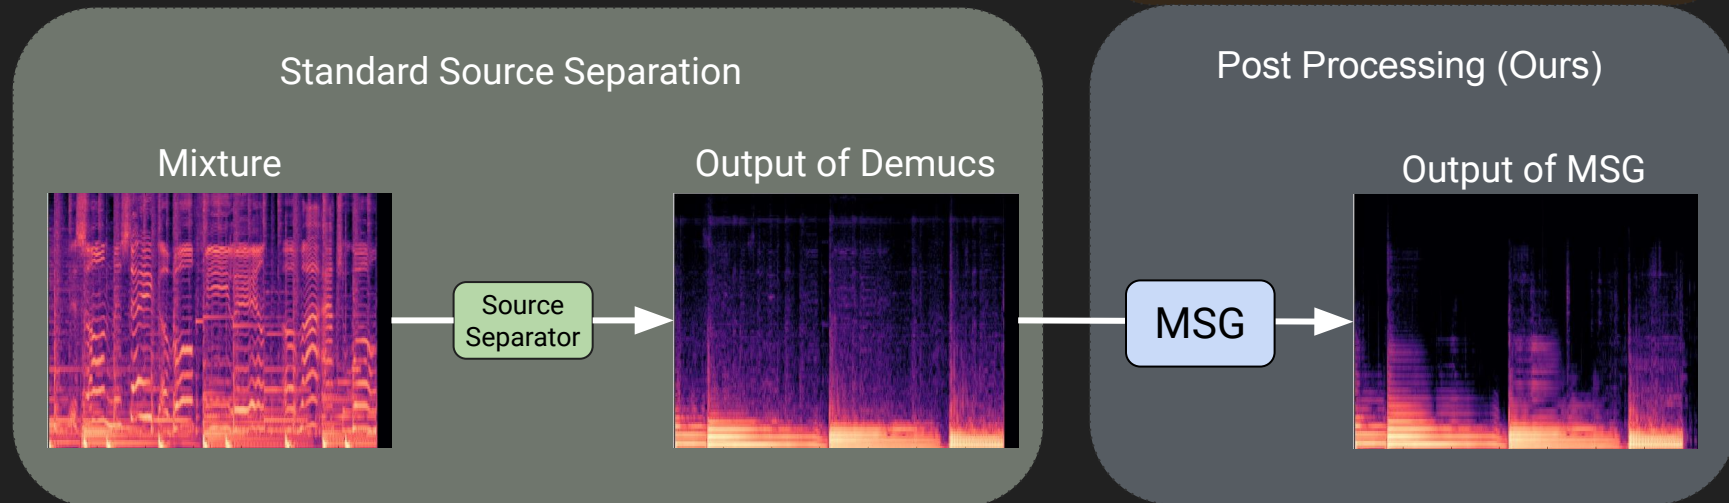 Standard Source Separation
Mixture
Source
Separator
Output of Demucs
Post Processing (Ours)
MSG
Output of MSG